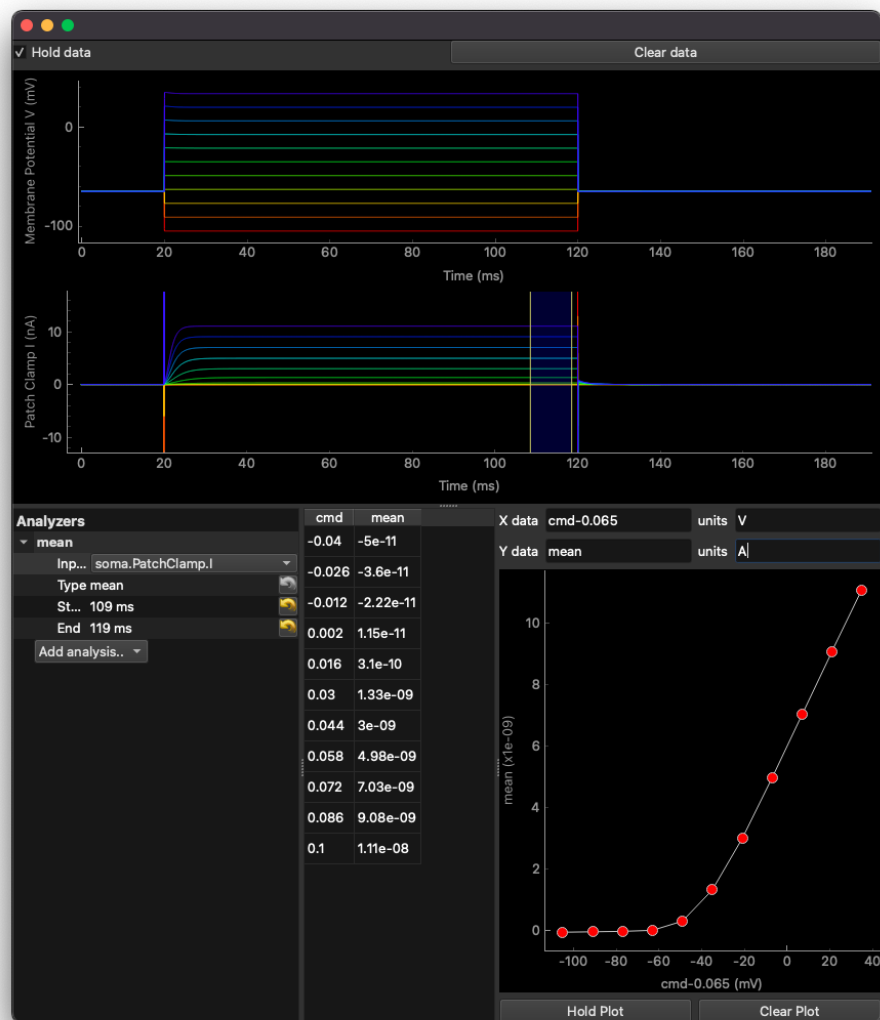 ✓ Hold data Clear data
Membrane Potential V (mV)
0
-100
0 20 40 60 80 100 120 140 160 180
Time (ms)
Patch Clamp I (nA)
10
0
-10
0 20 40 60 80 100 120 140 160 180
Time (ms)
Analyzers
mean
Inp... soma.PatchClamp.I
Type mean
St... 109 ms
End 119 ms
Add analysis..
cmd mean
-0.04 -5e-11
-0.026 -3.6e-11
-0.012 -2.22e-11
0.002 1.15e-11
0.016 3.1e-10
0.03 1.33e-09
0.044 3e-09
0.058 4.98e-09
0.072 7.03e-09
0.086 9.08e-09
0.1 1.11e-08
X data cmd-0.065 units V
Y data mean units A
mean (x1e-09)
10
8
6
4
2
0
-100 -80 -60 -40 -20 0 20 40
cmd-0.065 (mV)
Hold Plot Clear Plot